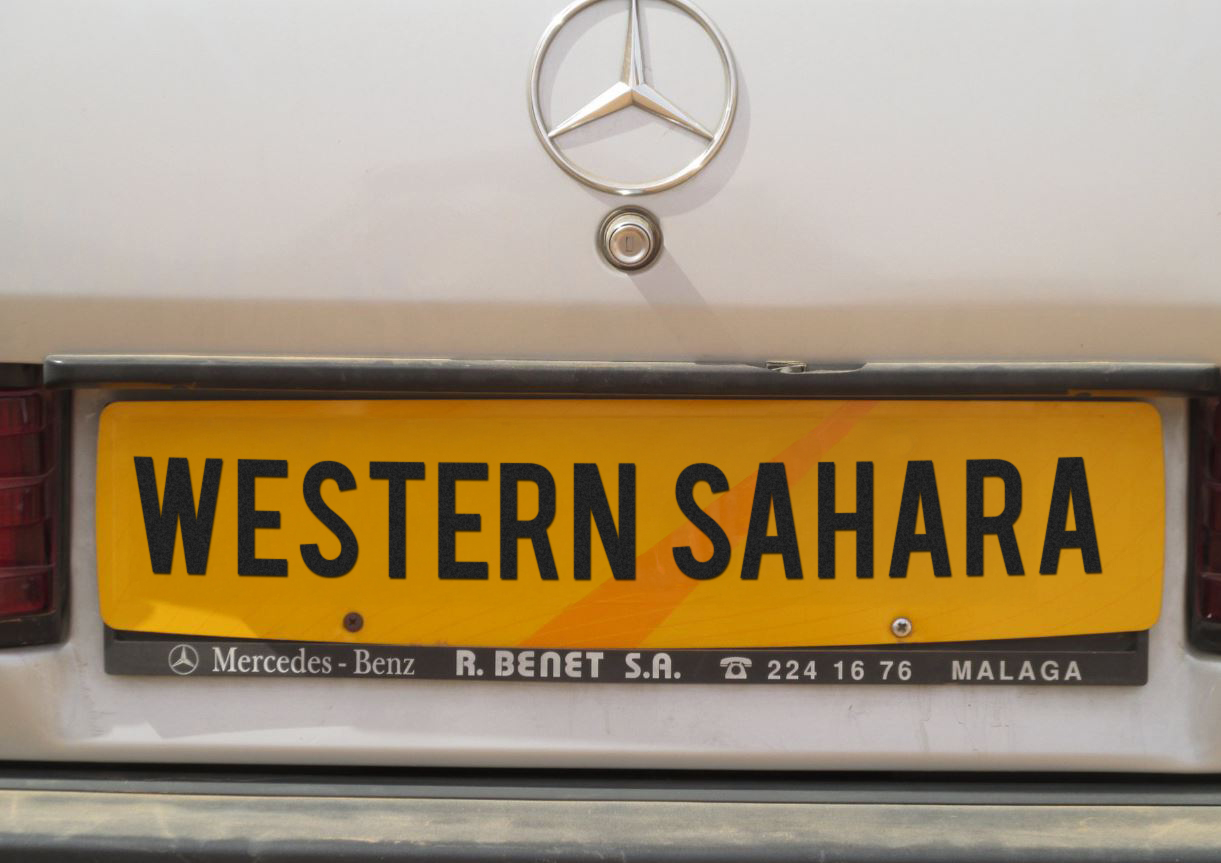 WESTERN SAHARA
Mercedes-Benz R. BENET S.A. ☎ 224 16 76 MALAGA